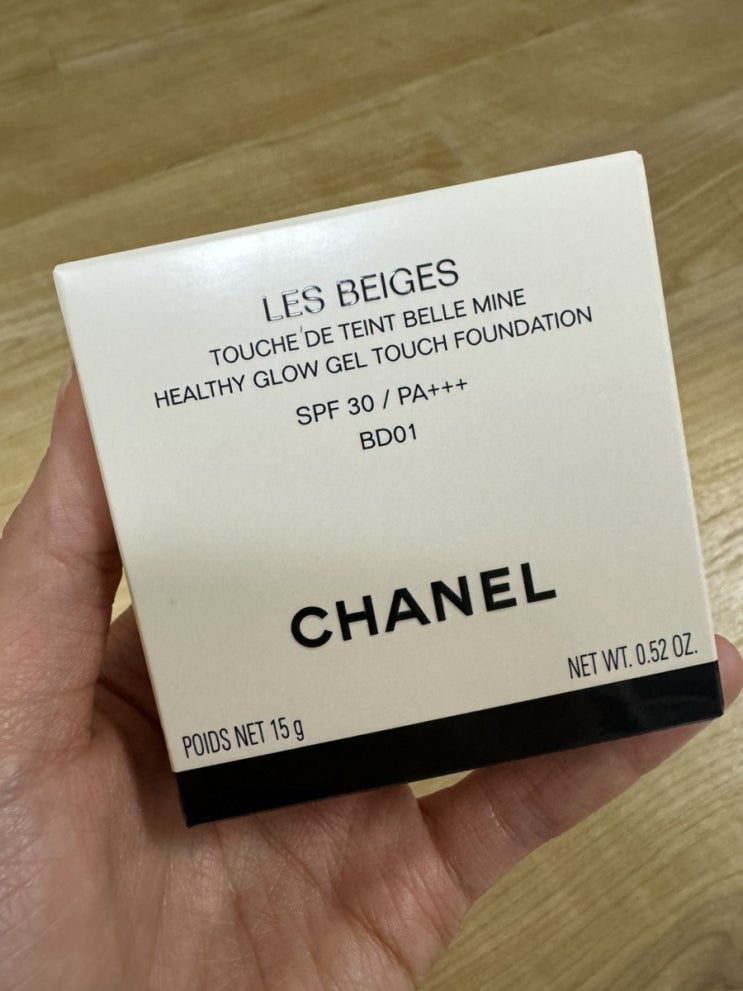 LES BEIGES
TOUCHE DE TEINT BELLE MINE
HEALTHY GLOW GEL TOUCH FOUNDATION
SPF 30 / PA+++
BD01
CHANEL
POIDS NET 15 g
NET WT. 0.52 OZ.